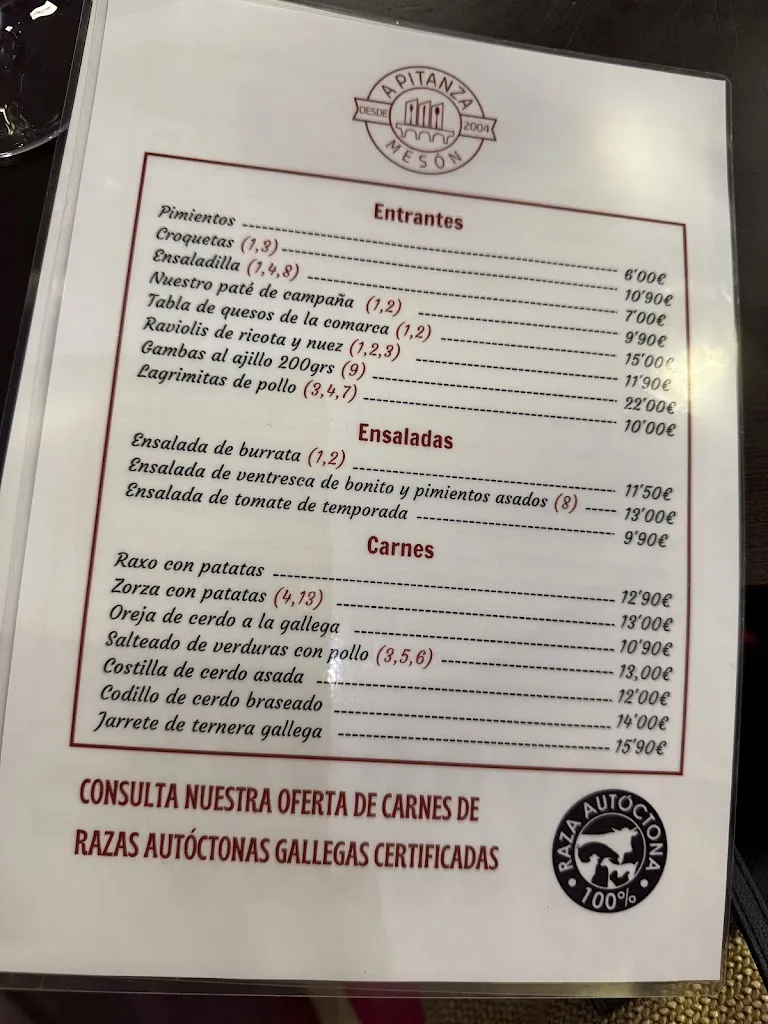 A PITANZA
DESDE 2004
MESÓN
Entrantes
Pimientos 6'00€
Croquetas (1,3) 10'90€
Ensaladilla (1,4,8) 7'00€
Nuestro paté de campaña (1,2) 9'90€
Tabla de quesos de la comarca (1,2) 15'00€
Raviolis de ricota y nuez (1,2,3) 11'90€
Gambas al ajillo 200grs (9) 22'00€
Lagrimitas de pollo (3,4,7) 10'00€
Ensaladas
Ensalada de burrata (1,2) 11'50€
Ensalada de ventresca de bonito y pimientos asados (8) 13'00€
Ensalada de tomate de temporada 9'90€
Carnes
Raxo con patatas 12'90€
Zorza con patatas (4,13) 13'00€
Oreja de cerdo a la gallega 10'90€
Salteado de verduras con pollo (3,5,6) 13,00€
Costilla de cerdo asada 12'00€
Codillo de cerdo braseado 14'00€
Jarrete de ternera gallega 15'90€
CONSULTA NUESTRA OFERTA DE CARNES DE
RAZAS AUTÓCTONAS GALLEGAS CERTIFICADAS
RAZA AUTÓCTONA
100%